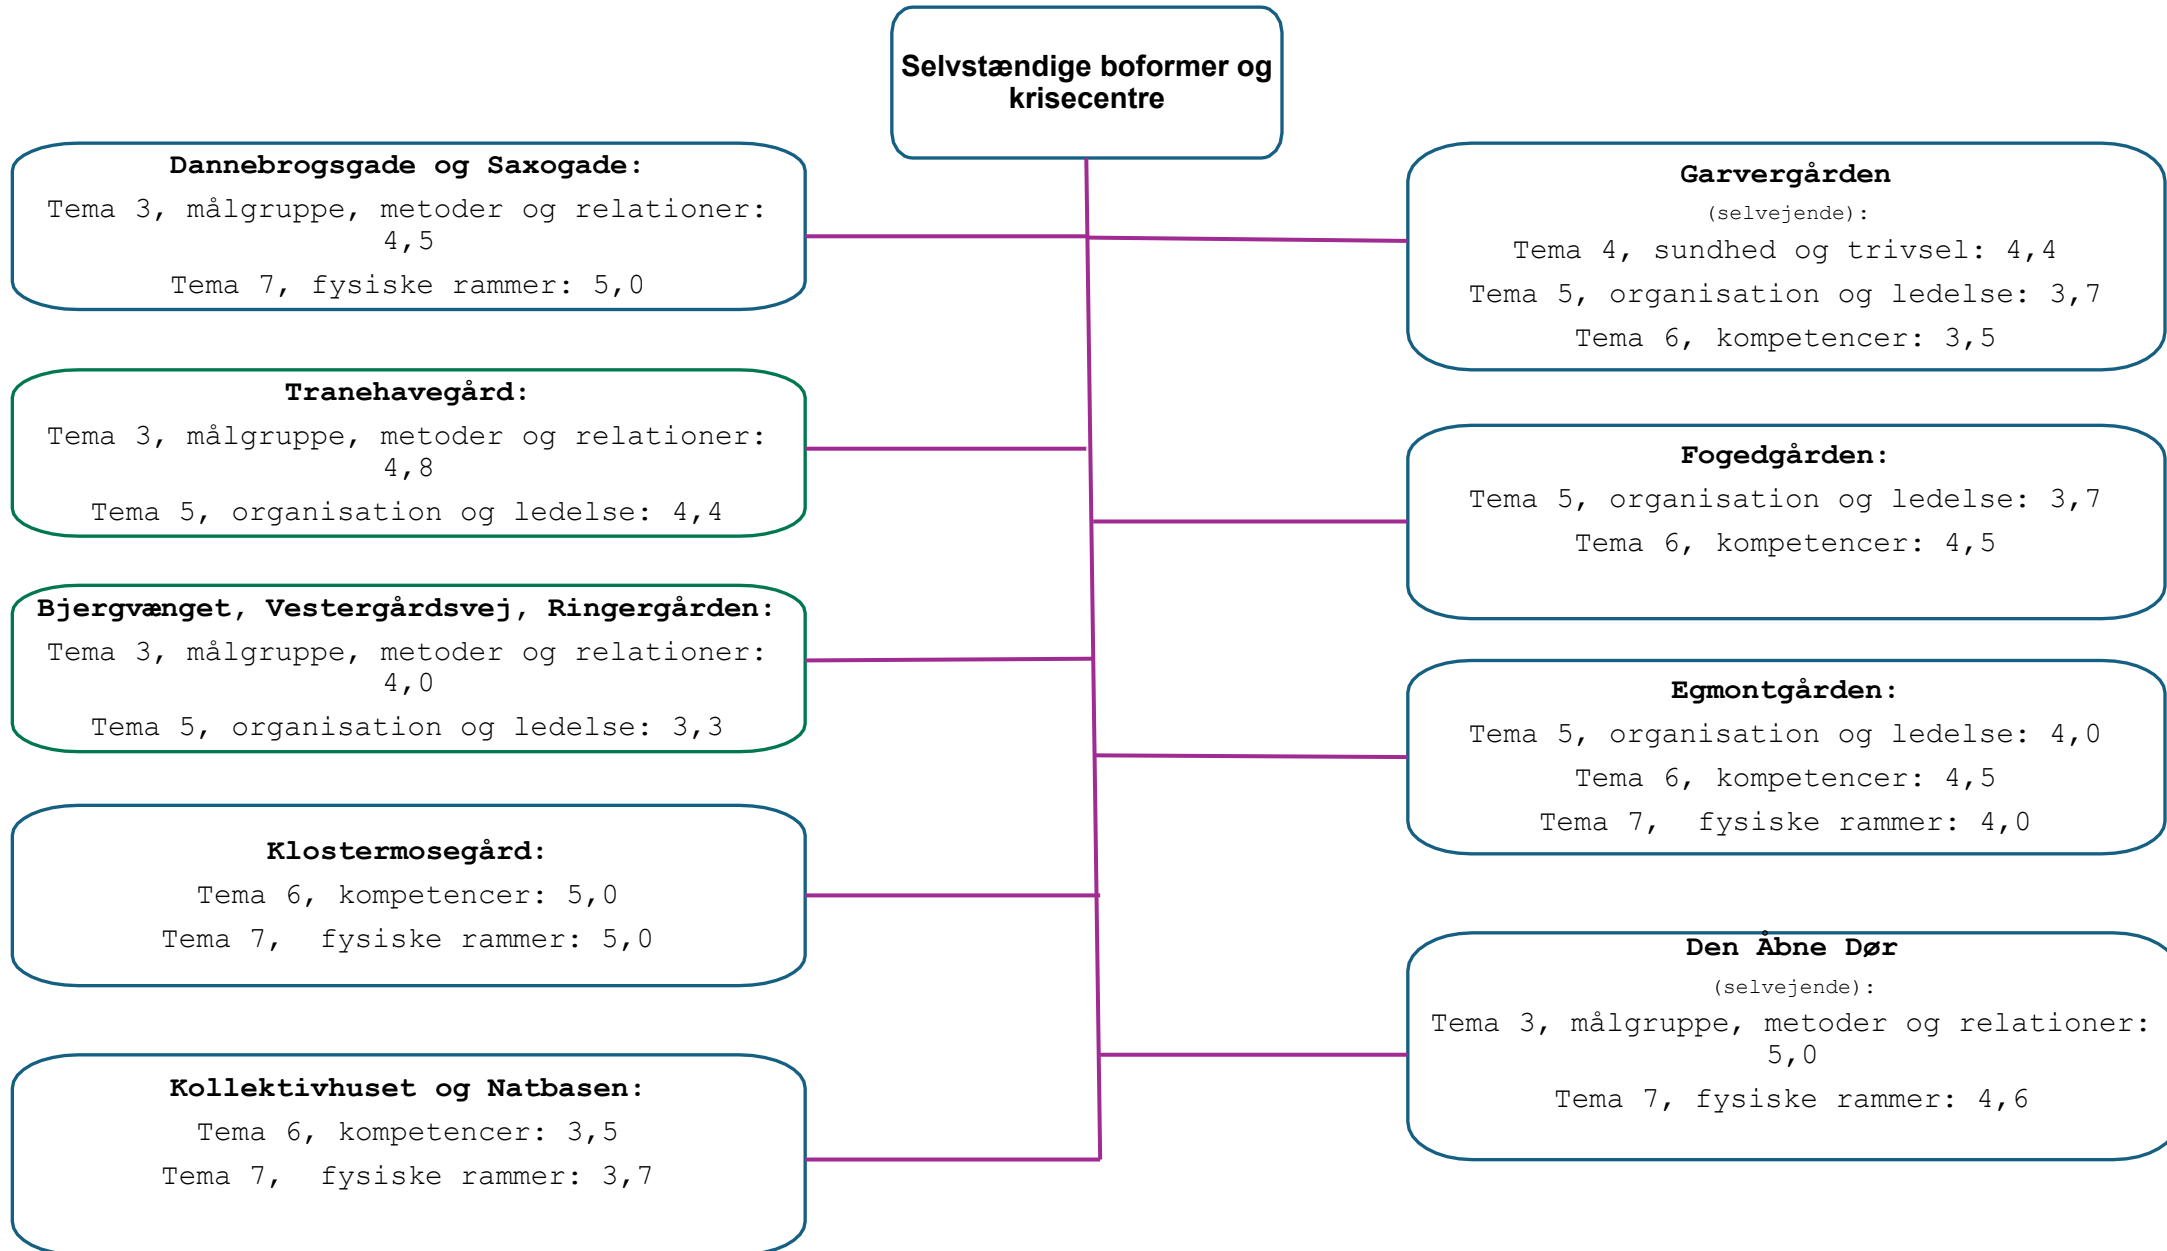 Selvstændige boformer og
krisecentre
Dannebrogsgade og Saxogade:
Tema 3, målgruppe, metoder og relationer:
4,5
Tema 7, fysiske rammer: 5,0
Tranehavegård:
Tema 3, målgruppe, metoder og relationer:
4,8
Tema 5, organisation og ledelse: 4,4
Bjergvænget, Vestergårdsvej, Ringergården:
Tema 3, målgruppe, metoder og relationer:
4,0
Tema 5, organisation og ledelse: 3,3
Klostermosegård:
Tema 6, kompetencer: 5,0
Tema 7,  fysiske rammer: 5,0
Kollektivhuset og Natbasen:
Tema 6, kompetencer: 3,5
Tema 7,  fysiske rammer: 3,7
Garvergården
(selvejende):
Tema 4, sundhed og trivsel: 4,4
Tema 5, organisation og ledelse: 3,7
Tema 6, kompetencer: 3,5
Fogedgården:
Tema 5, organisation og ledelse: 3,7
Tema 6, kompetencer: 4,5
Egmontgården:
Tema 5, organisation og ledelse: 4,0
Tema 6, kompetencer: 4,5
Tema 7,  fysiske rammer: 4,0
Den Åbne Dør
(selvejende):
Tema 3, målgruppe, metoder og relationer:
5,0
Tema 7, fysiske rammer: 4,6